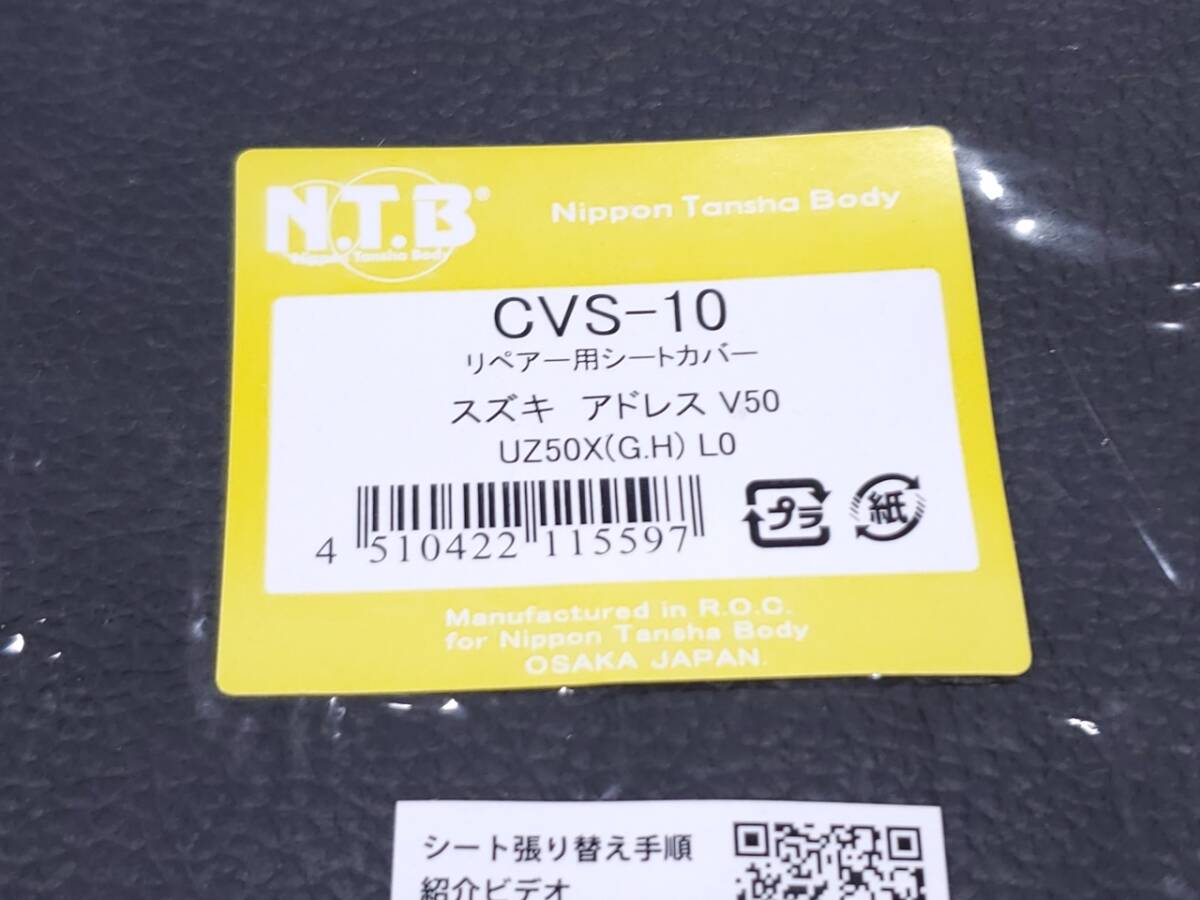 N.T.B®
Nippon Tansha Body
Nippon Tansha Body
CVS-10
リペアー用シートカバー
スズキ アドレス V50
UZ50X(G.H) L0
4 510422 115597
プラ
紙
Manufactured in R.O.C.
for Nippon Tansha Body
OSAKA JAPAN.
シート張り替え手順
紹介ビデオ